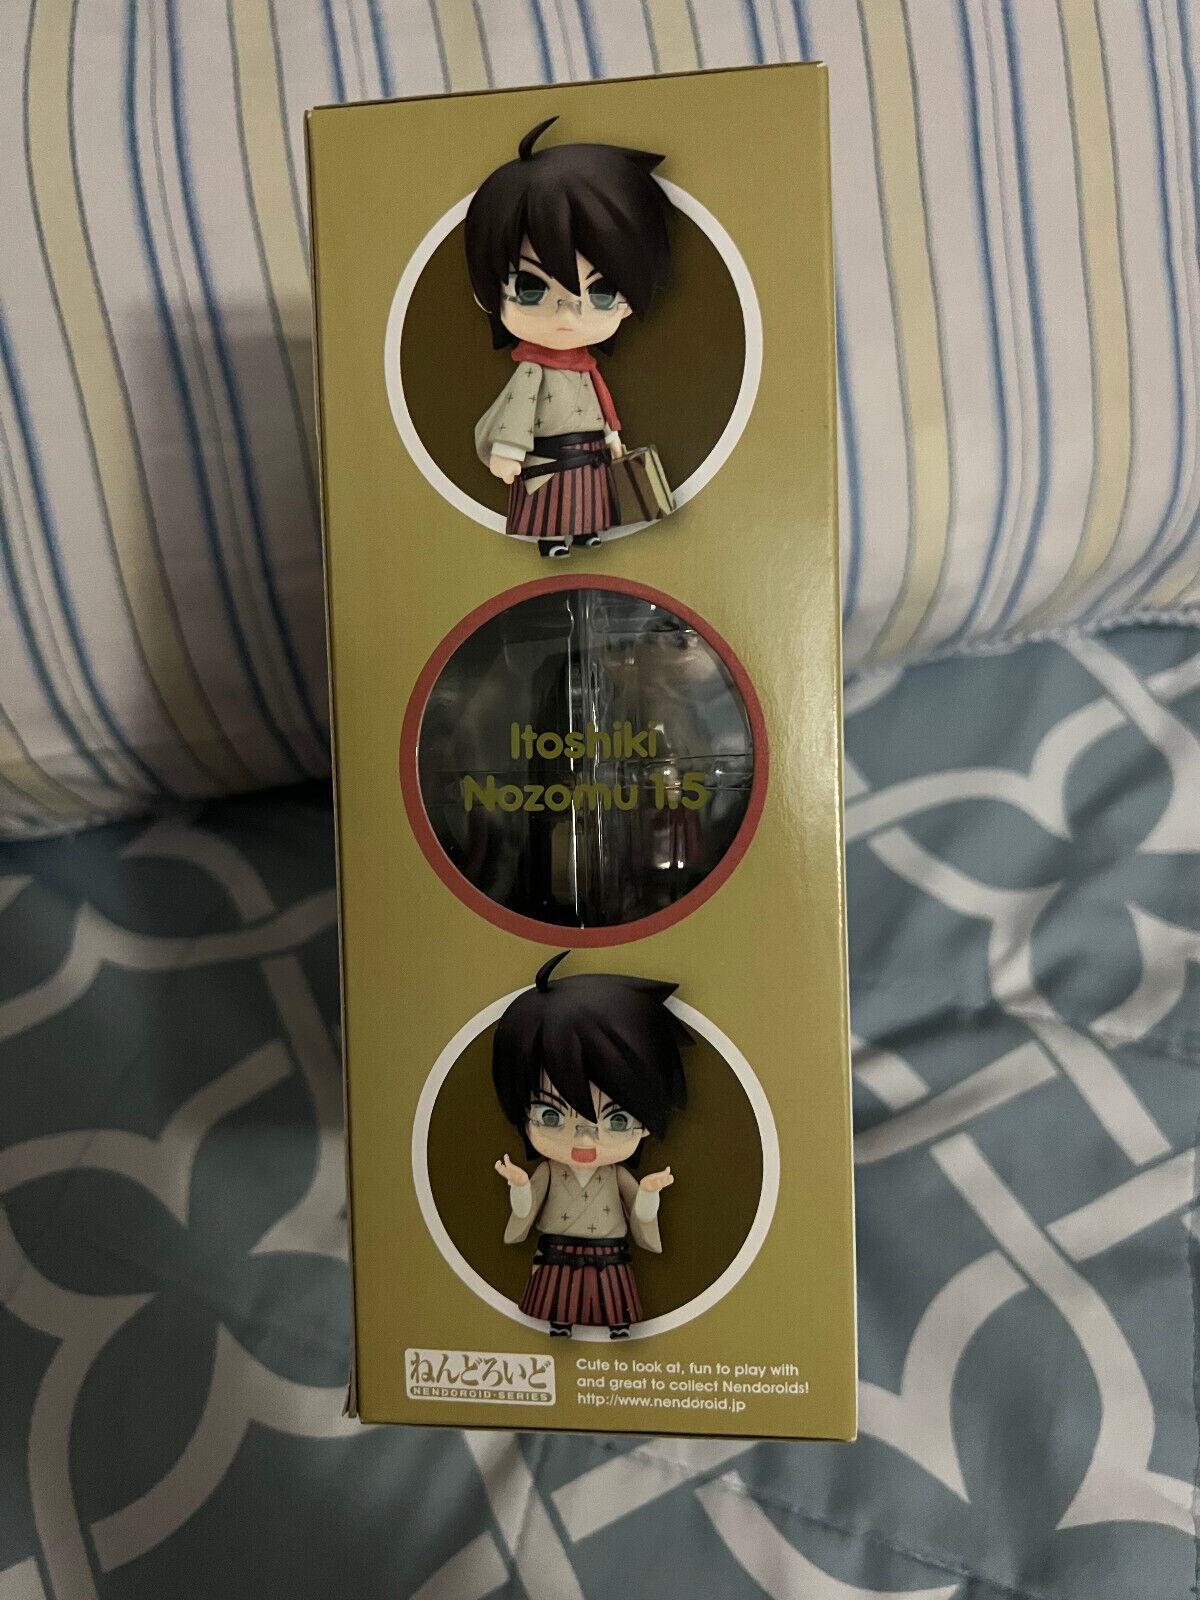 Itoshiki
Nozomu 1.5
ねんどろいど
NENDOROID-SERIES
Cute to look at, fun to play with
and great to collect Nendoroids!
http://www.nendoroid.jp